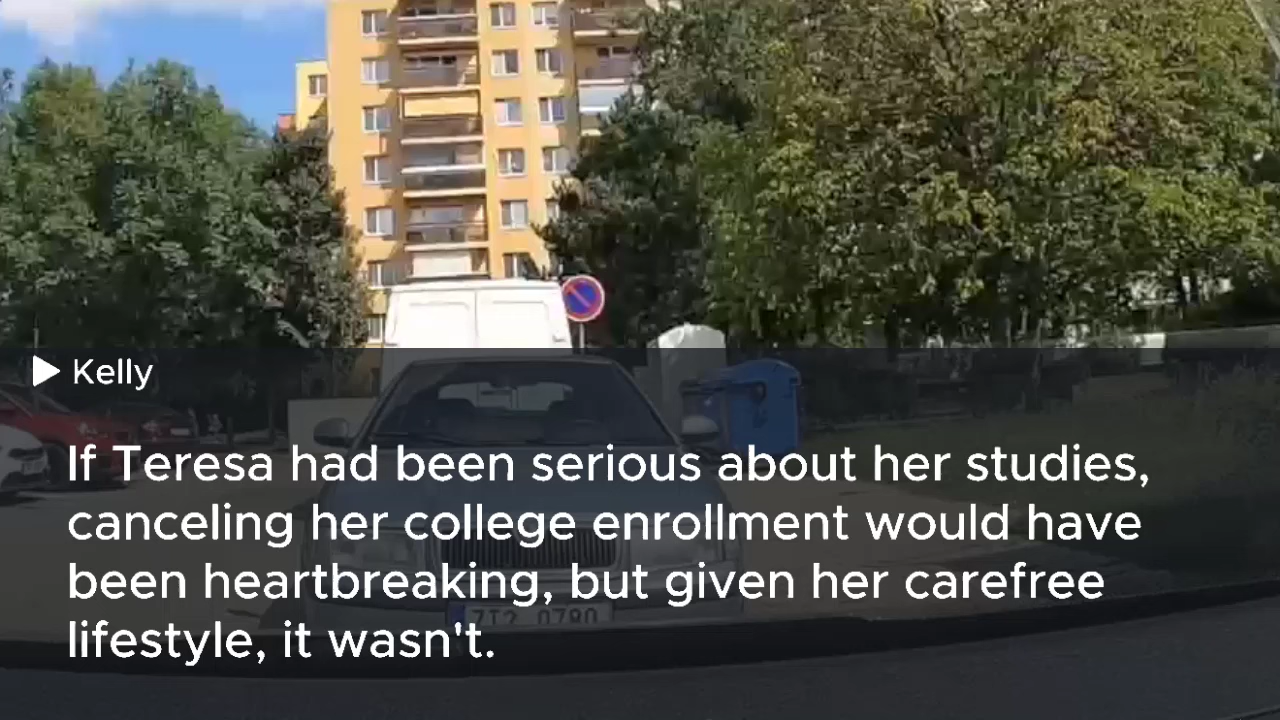 Kelly
If Teresa had been serious about her studies,
canceling her college enrollment would have
been heartbreaking, but given her carefree
lifestyle, it wasn't.